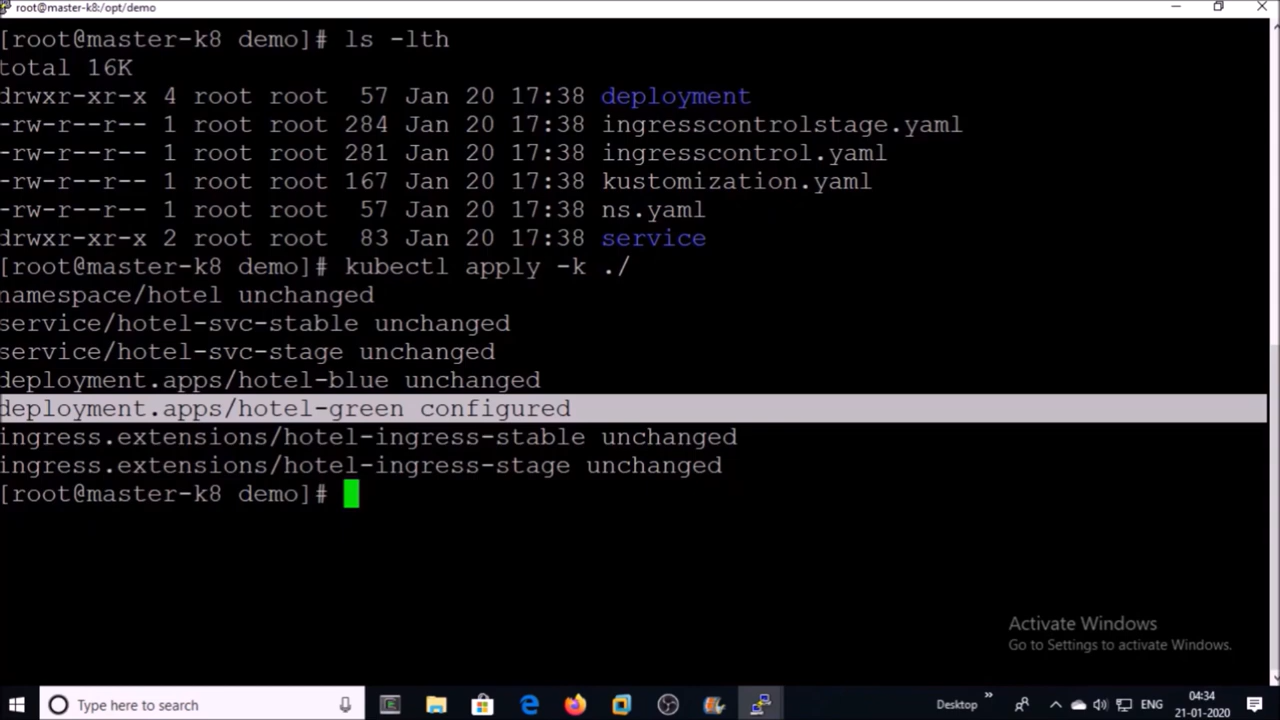 root@master-k8:/opt/demo
[root@master-k8 demo]# ls -lth
total 16K
drwxr-xr-x 4 root root  57 Jan 20 17:38 deployment
-rw-r--r-- 1 root root 284 Jan 20 17:38 ingresscontrolstage.yaml
-rw-r--r-- 1 root root 281 Jan 20 17:38 ingresscontrol.yaml
-rw-r--r-- 1 root root 167 Jan 20 17:38 kustomization.yaml
-rw-r--r-- 1 root root  57 Jan 20 17:38 ns.yaml
drwxr-xr-x 2 root root  83 Jan 20 17:38 service
[root@master-k8 demo]# kubectl apply -k ./
namespace/hotel unchanged
service/hotel-svc-stable unchanged
service/hotel-svc-stage unchanged
deployment.apps/hotel-blue unchanged
deployment.apps/hotel-green configured
ingress.extensions/hotel-ingress-stable unchanged
ingress.extensions/hotel-ingress-stage unchanged
[root@master-k8 demo]#
Activate Windows
Go to Settings to activate Windows.
Type here to search
Desktop
ENG
04:34
21-01-2020